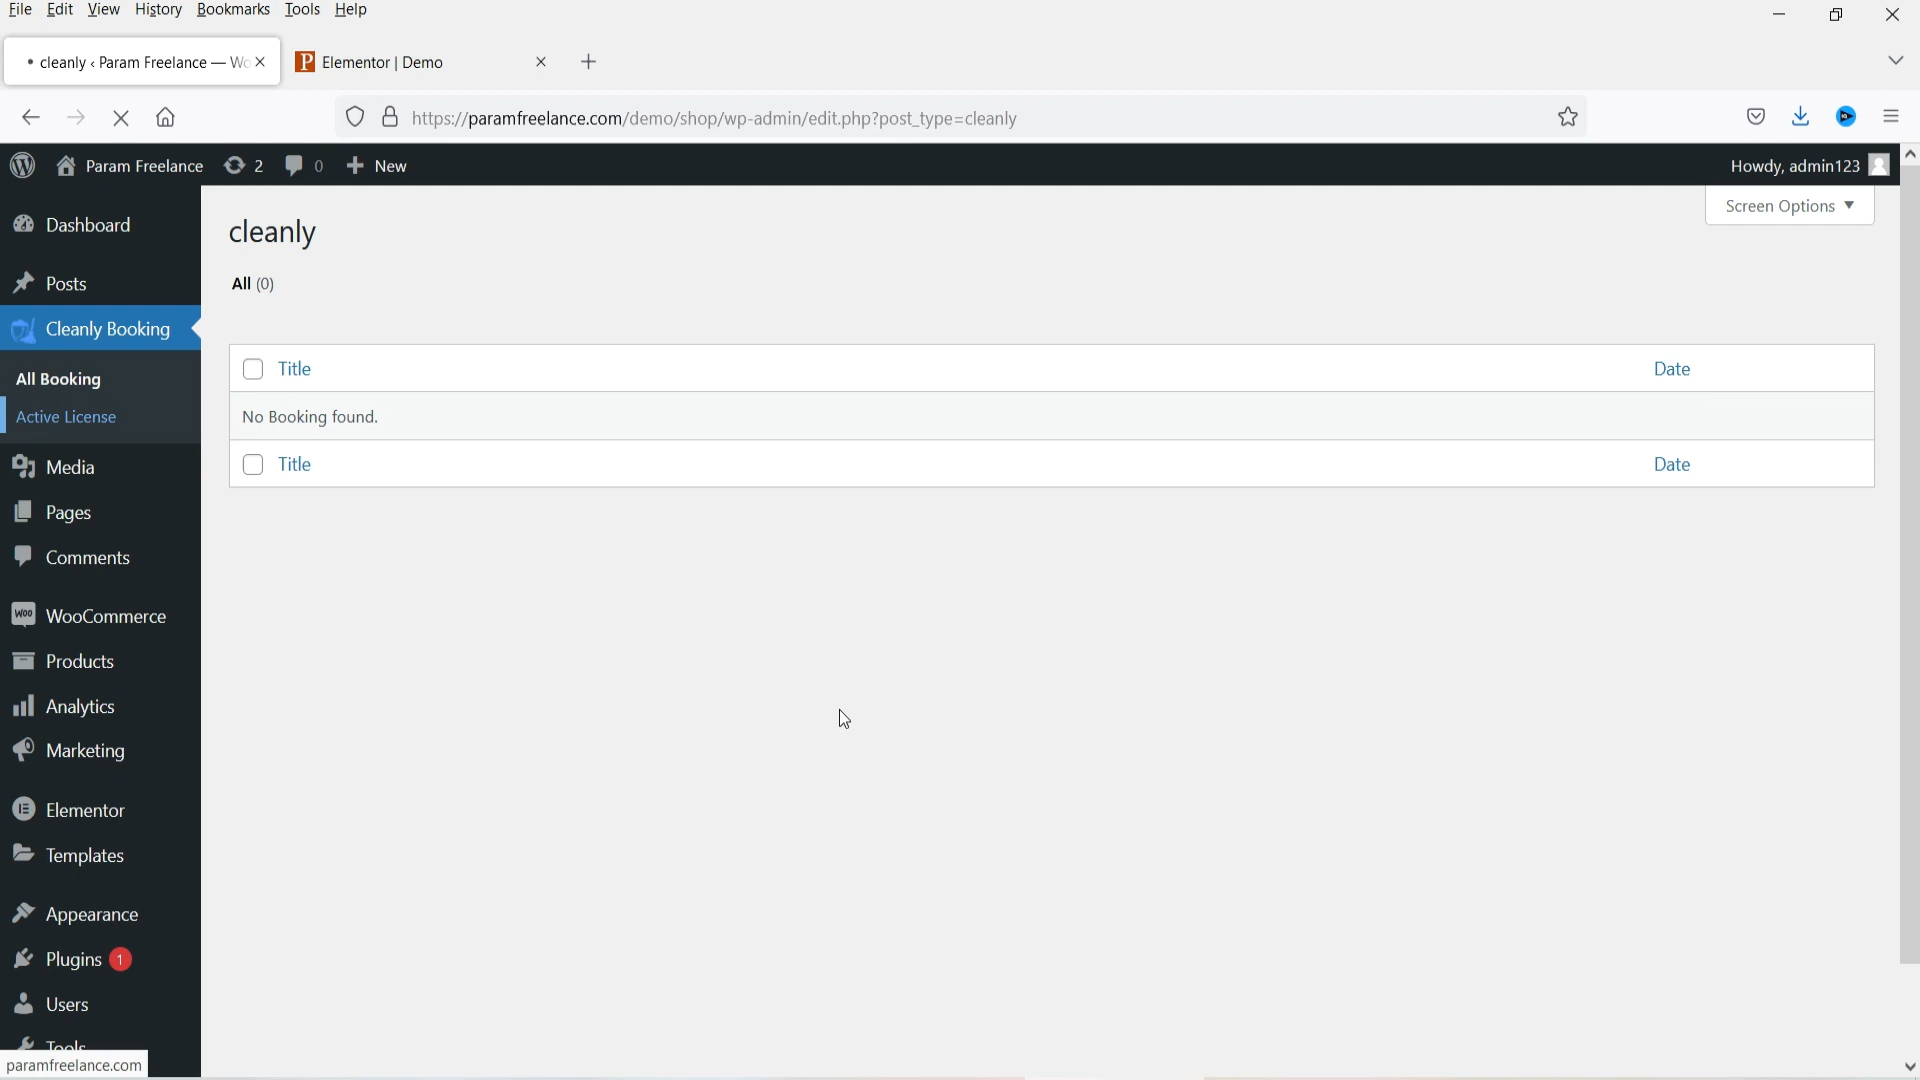 File Edit View History Bookmarks Tools Help
• cleanly ‹ Param Freelance — Wo
P Elementor | Demo
https://paramfreelance.com/demo/shop/wp-admin/edit.php?post_type=cleanly
Param Freelance 2 0 New
Howdy, admin123
Screen Options
Dashboard
Posts
Cleanly Booking
All Booking
Active License
Media
Pages
Comments
Woo WooCommerce
Products
Analytics
Marketing
Elementor
Templates
Appearance
Plugins 1
Users
Tools
cleanly
All (0)
Title Date
No Booking found.
Title Date
paramfreelance.com